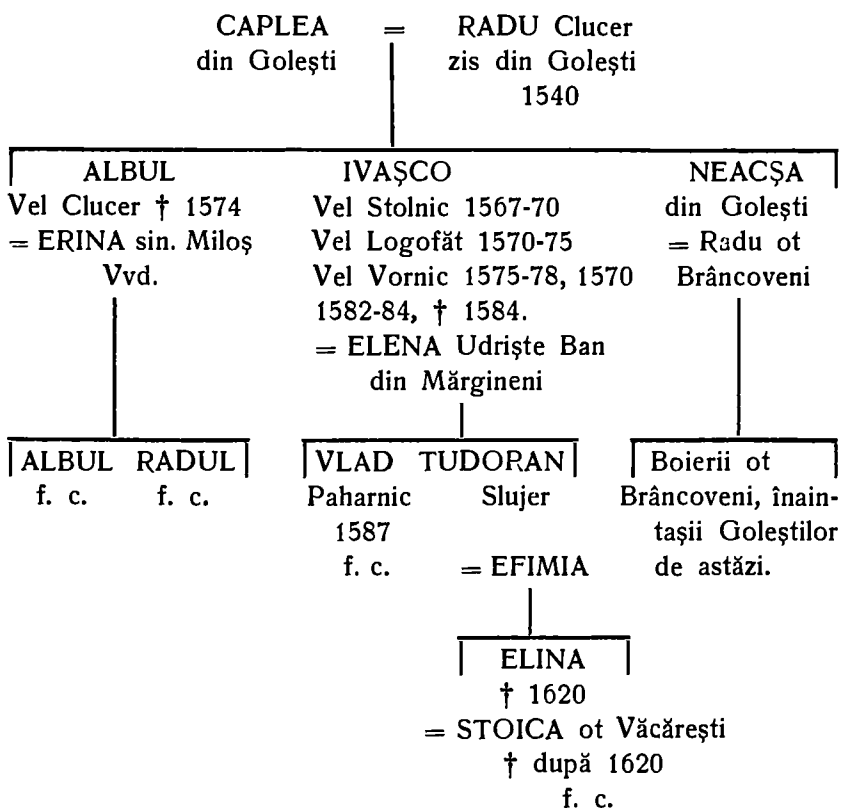 CAPLEA = RADU Clucer
din Golești zis din Golești
1540
ALBUL IVAȘCO NEACȘA
Vel Clucer † 1574 Vel Stolnic 1567-70 din Golești
= ERINA sin. Miloș Vel Logofăt 1570-75 = Radu ot
Vvd. Vel Vornic 1575-78, 1570 Brâncoveni
1582-84, † 1584.
= ELENA Udriște Ban
din Mărgineni
ALBUL RADUL VLAD TUDORAN Boierii ot
f. c. f. c. Paharnic Slujer Brâncoveni, înain-
1587 tașii Goleștilor
f. c. = EFIMIA de astăzi.
ELINA
† 1620
= STOICA ot Văcărești
† după 1620
f. c.